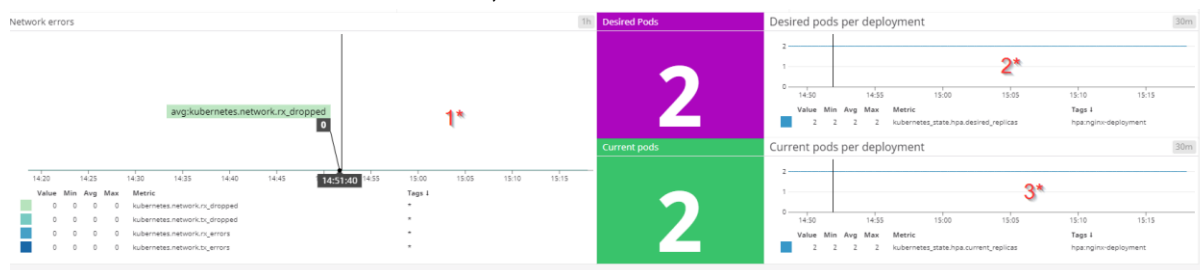 Network errors 1h
avg:kubernetes.network.rx_dropped
0
1*
14:20 14:25 14:30 14:35 14:40 14:45 14:51:40 14:55 15:00 15:05 15:10 15:15
Value Min Avg Max Metric Tags ↓
0 0 0 0 kubernetes.network.rx_dropped *
0 0 0 0 kubernetes.network.tx_dropped *
0 0 0 0 kubernetes.network.rx_errors *
0 0 0 0 kubernetes.network.tx_errors *
Desired Pods
2
Current pods
2
Desired pods per deployment 30m
2
1
0
2*
14:50 14:55 15:00 15:05 15:10 15:15
Value Min Avg Max Metric Tags ↓
2 2 2 2 kubernetes_state.hpa.desired_replicas hpa:nginx-deployment
Current pods per deployment 30m
2
1
0
3*
14:50 14:55 15:00 15:05 15:10 15:15
Value Min Avg Max Metric Tags ↓
2 2 2 2 kubernetes_state.hpa.current_replicas hpa:nginx-deployment